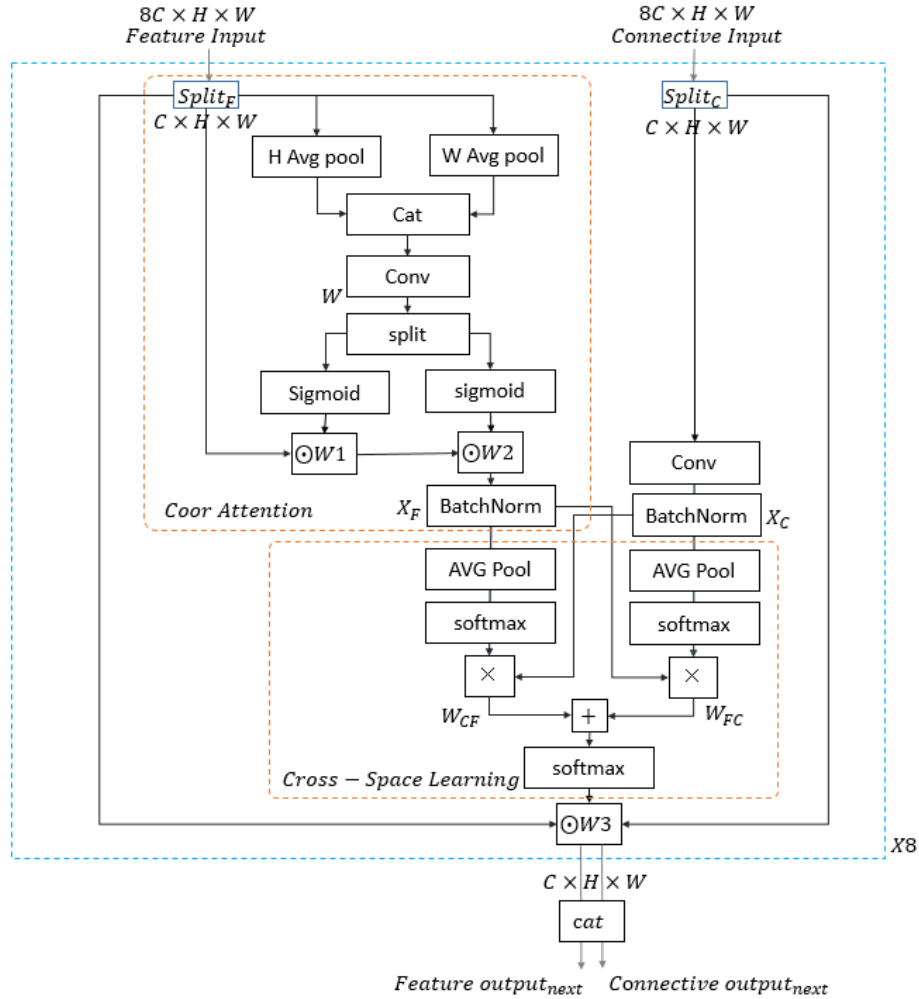 8C × H × W
Feature Input
8C × H × W
Connective Input
Split_F
C × H × W
Split_C
C × H × W
H Avg pool
W Avg pool
Cat
Conv
W
split
Sigmoid
sigmoid
⊙W1
⊙W2
Conv
Coor Attention
X_F
BatchNorm
BatchNorm
X_C
AVG Pool
AVG Pool
softmax
softmax
×
×
W_CF
+
W_FC
Cross − Space Learning
softmax
⊙W3
X8
C × H × W
cat
Feature output_next
Connective output_next